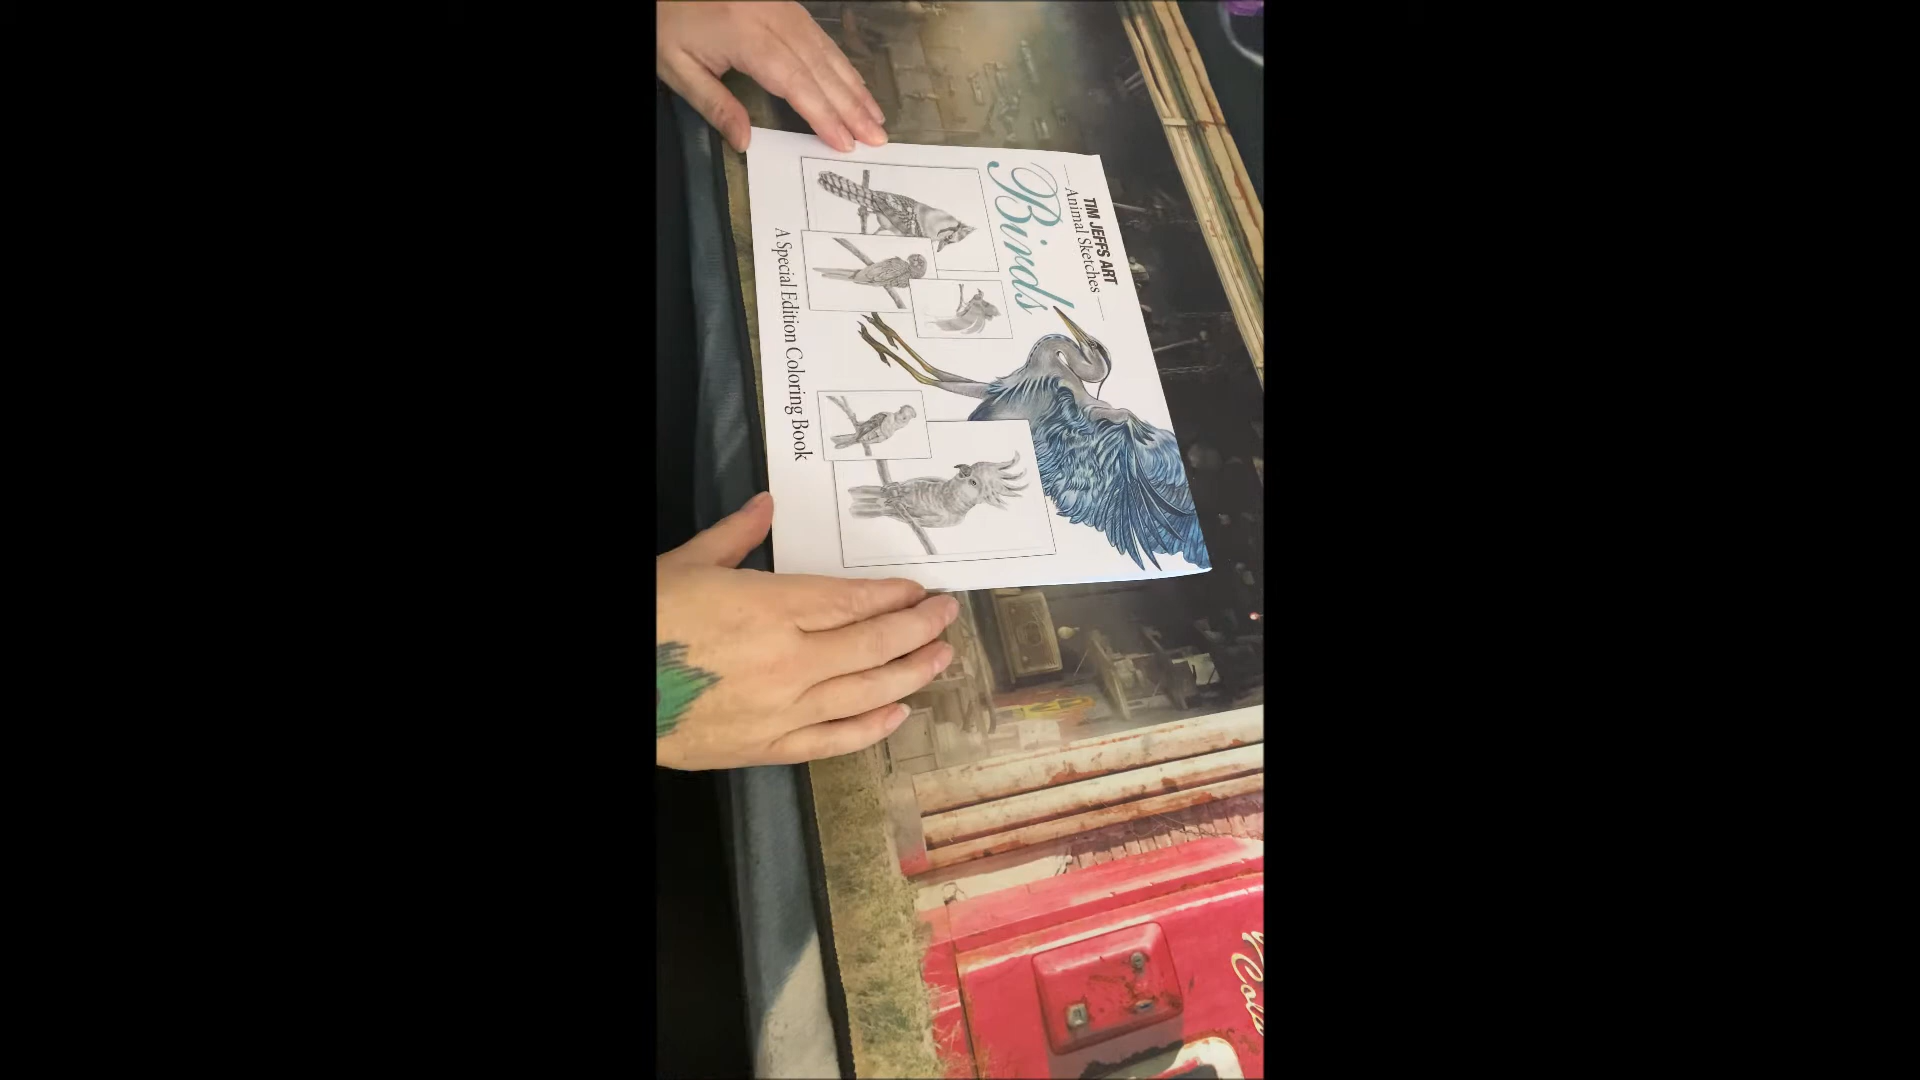 TIM JEFFS ART
Animal Sketches
Birds
A Special Edition Coloring Book